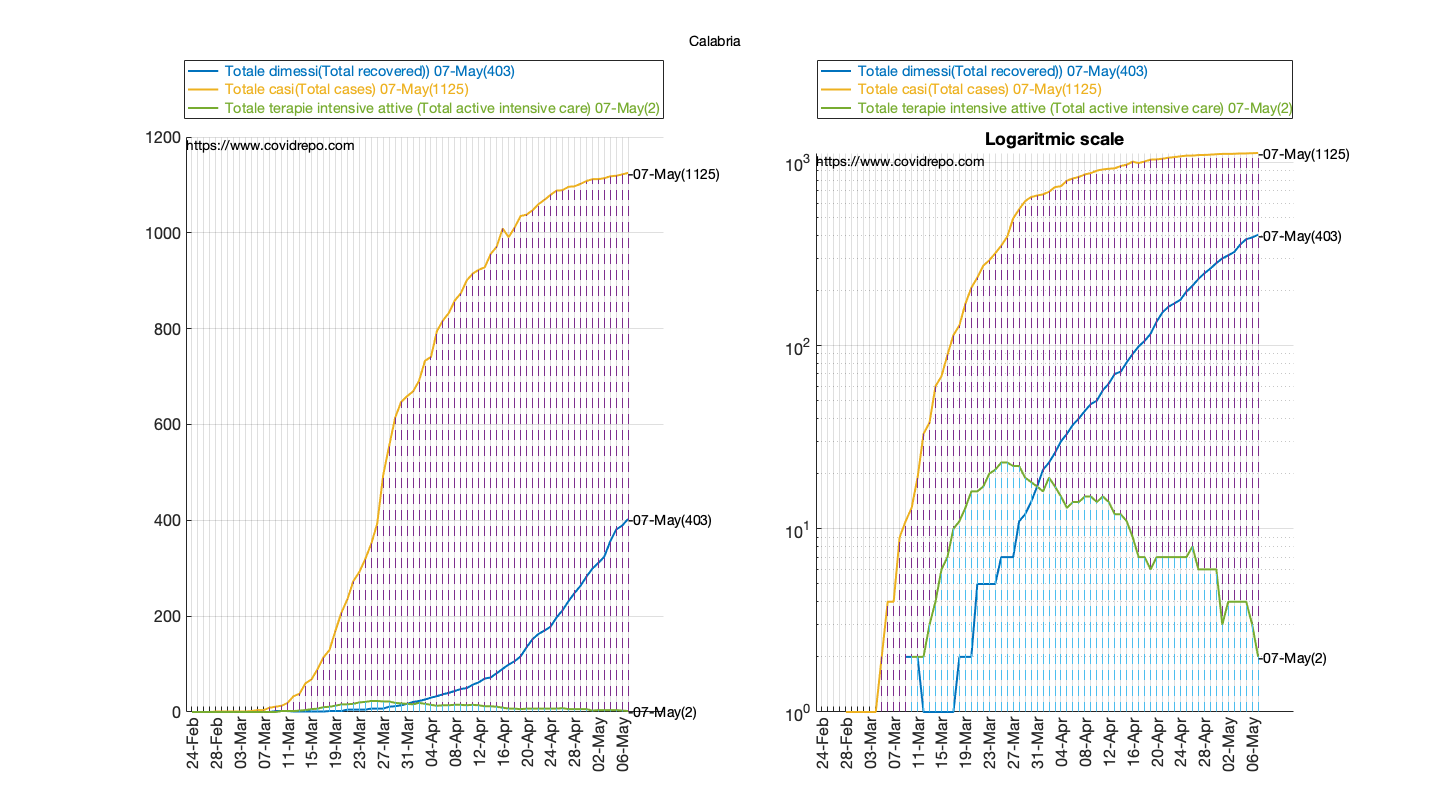 Calabria
Totale dimessi(Total recovered)) 07-May(403)
Totale casi(Total cases) 07-May(1125)
Totale terapie intensive attive (Total active intensive care) 07-May(2)
https://www.covidrepo.com
1200
1000
800
600
400
200
0
-07-May(1125)
-07-May(403)
-07-May(2)
24-Feb
28-Feb
03-Mar
07-Mar
11-Mar
15-Mar
19-Mar
23-Mar
27-Mar
31-Mar
04-Apr
08-Apr
12-Apr
16-Apr
20-Apr
24-Apr
28-Apr
02-May
06-May
Totale dimessi(Total recovered)) 07-May(403)
Totale casi(Total cases) 07-May(1125)
Totale terapie intensive attive (Total active intensive care) 07-May(2)
Logaritmic scale
https://www.covidrepo.com
10³
10²
10¹
10⁰
-07-May(1125)
-07-May(403)
-07-May(2)
24-Feb
28-Feb
03-Mar
07-Mar
11-Mar
15-Mar
19-Mar
23-Mar
27-Mar
31-Mar
04-Apr
08-Apr
12-Apr
16-Apr
20-Apr
24-Apr
28-Apr
02-May
06-May